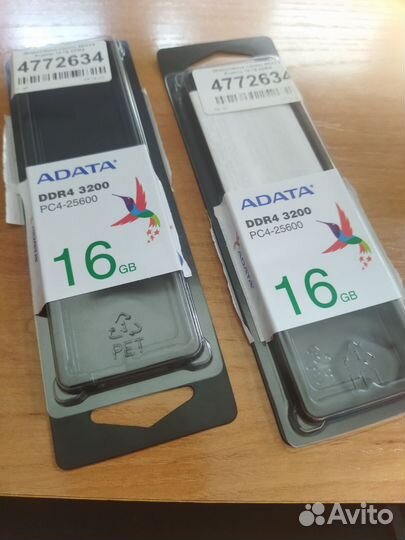 4772634
ADATA®
DDR4 3200
PC4-25600
16 GB
PET
4772634
ADATA®
DDR4 3200
PC4-25600
16 GB
Avito